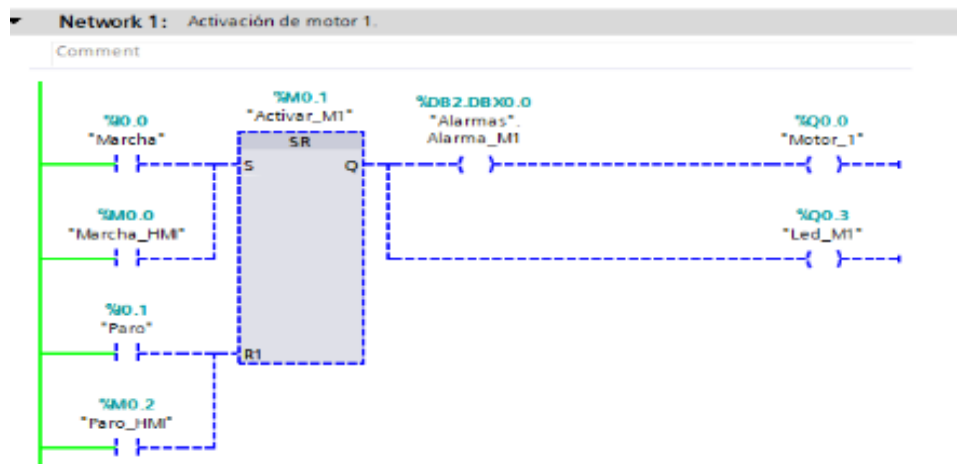 Network 1: Activación de motor 1.
Comment
%M0.1
"Activar_M1"
SR
S
Q
R1
%I0.0
"Marcha"
%M0.0
"Marcha_HMI"
%I0.1
"Paro"
%M0.2
"Paro_HMI"
%DB2.DBX0.0
"Alarmas".
Alarma_M1
%Q0.0
"Motor_1"
%Q0.3
"Led_M1"